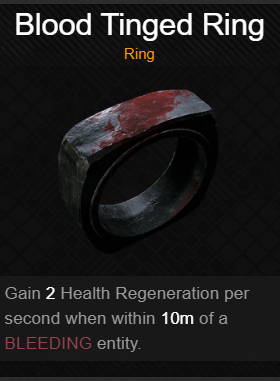 Blood Tinged Ring
Ring
Gain 2 Health Regeneration per
second when within 10m of a
BLEEDING entity.